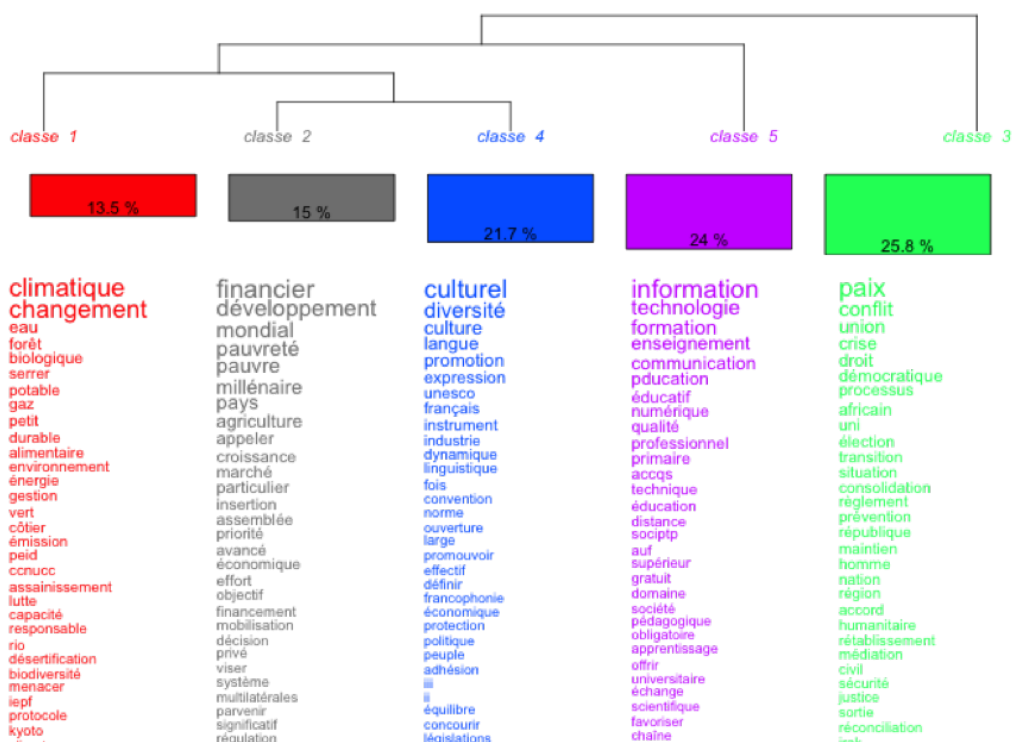 classe 1
classe 2
classe 4
classe 5
classe 3
13.5 %
15 %
21.7 %
24 %
25.8 %
climatique
changement
eau
forêt
biologique
serrer
potable
gaz
petit
durable
alimentaire
environnement
énergie
gestion
vert
côtier
émission
peid
ccnucc
assainissement
lutte
capacité
responsable
rio
désertification
biodiversité
menacer
iepf
protocole
kyoto
financier
développement
mondial
pauvreté
pauvre
millénaire
pays
agriculture
appeler
croissance
marché
particulier
insertion
assemblée
priorité
avancé
économique
effort
objectif
financement
mobilisation
décision
privé
viser
système
multilatérales
parvenir
significatif
régulation
culturel
diversité
culture
langue
promotion
expression
unesco
français
instrument
industrie
dynamique
linguistique
fois
convention
norme
ouverture
large
promouvoir
effectif
définir
francophonie
économique
protection
politique
peuple
adhésion
iii
ii
équilibre
concourir
législations
information
technologie
formation
enseignement
communication
pducation
éducatif
numérique
qualité
professionnel
primaire
accqs
technique
éducation
distance
sociptp
auf
supérieur
gratuit
domaine
société
pédagogique
obligatoire
apprentissage
offrir
universitaire
échange
scientifique
favoriser
chaîne
paix
conflit
union
crise
droit
démocratique
processus
africain
uni
élection
transition
situation
consolidation
règlement
prévention
république
maintien
homme
nation
région
accord
humanitaire
rétablissement
médiation
civil
sécurité
justice
sortie
réconciliation